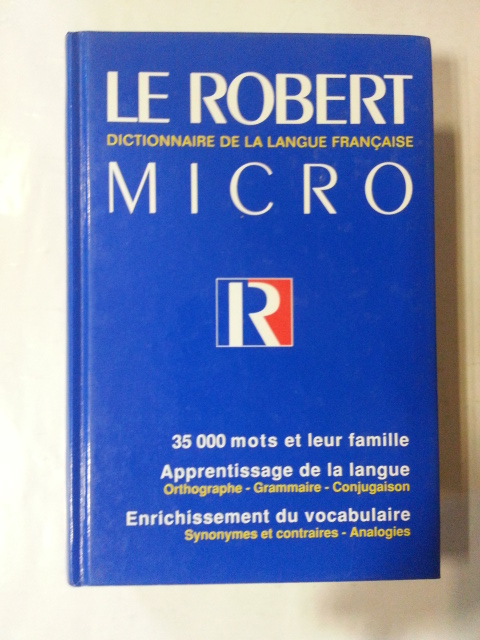 LE ROBERT
DICTIONNAIRE DE LA LANGUE FRANÇAISE
MICRO
R
35 000 mots et leur famille
Apprentissage de la langue
Orthographe - Grammaire - Conjugaison
Enrichissement du vocabulaire
Synonymes et contraires - Analogies